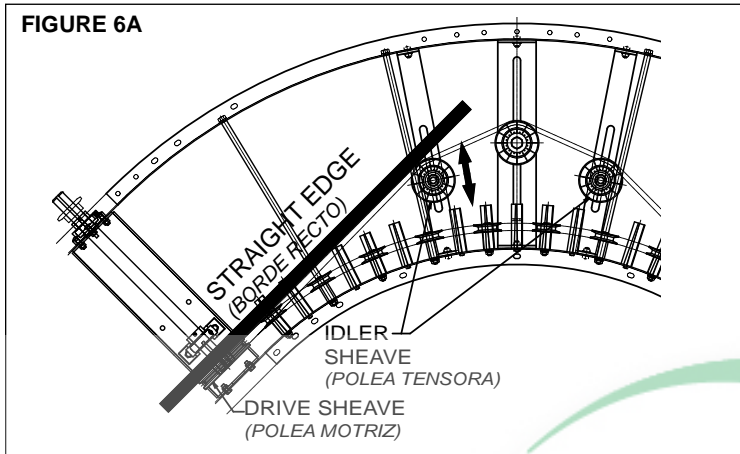 FIGURE 6A
STRAIGHT EDGE
(BORDE RECTO)
IDLER
SHEAVE
(POLEA TENSORA)
DRIVE SHEAVE
(POLEA MOTRIZ)